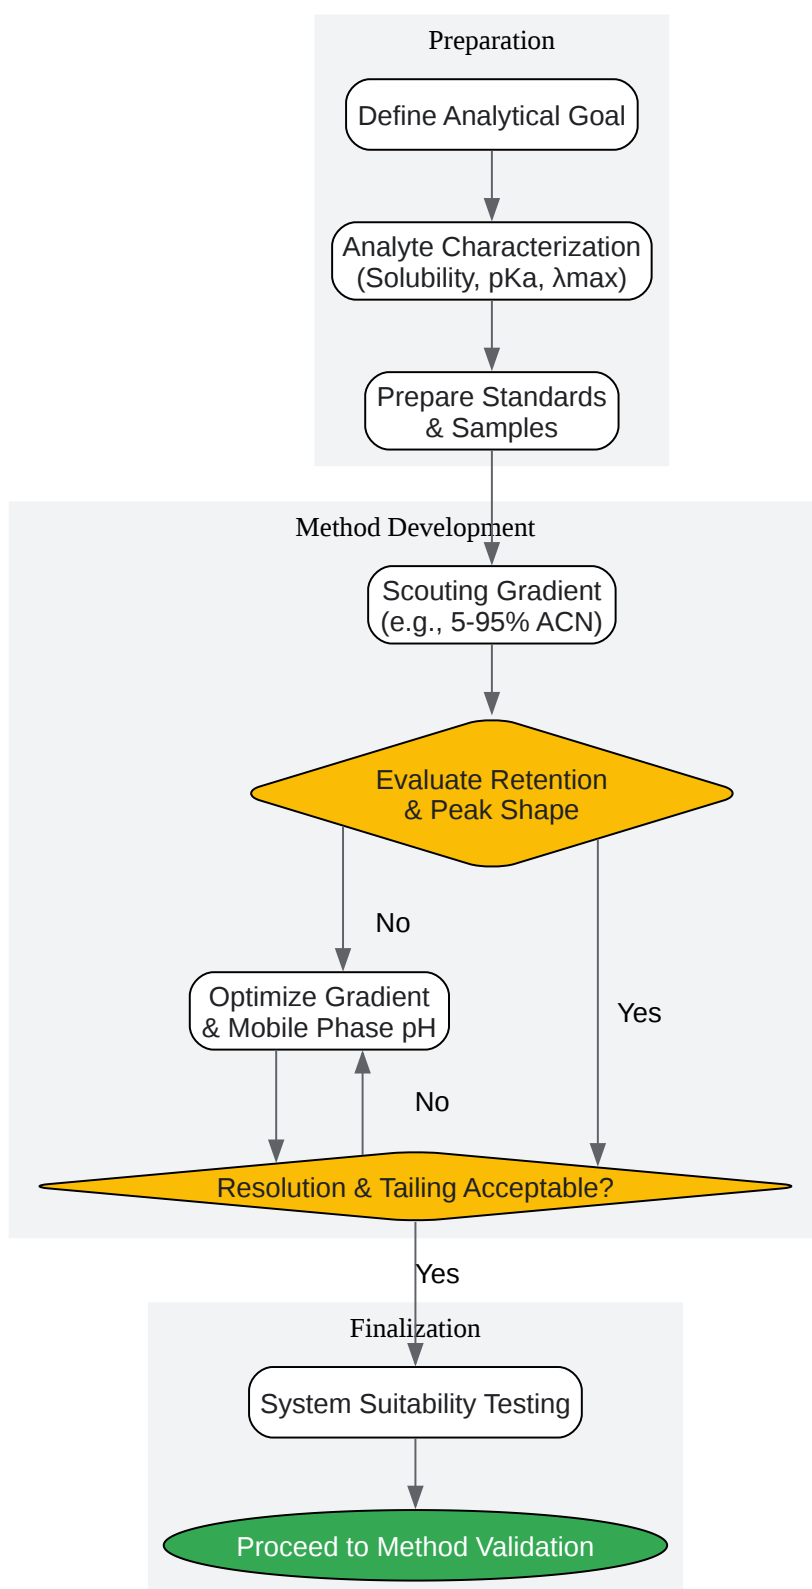 Preparation
Define Analytical Goal
Analyte Characterization
(Solubility, pKa, λmax)
Prepare Standards
& Samples
Method Development
Scouting Gradient
(e.g., 5-95% ACN)
Evaluate Retention
& Peak Shape
No
Optimize Gradient
& Mobile Phase pH
Yes
No
Resolution & Tailing Acceptable?
Yes
Finalization
System Suitability Testing
Proceed to Method Validation